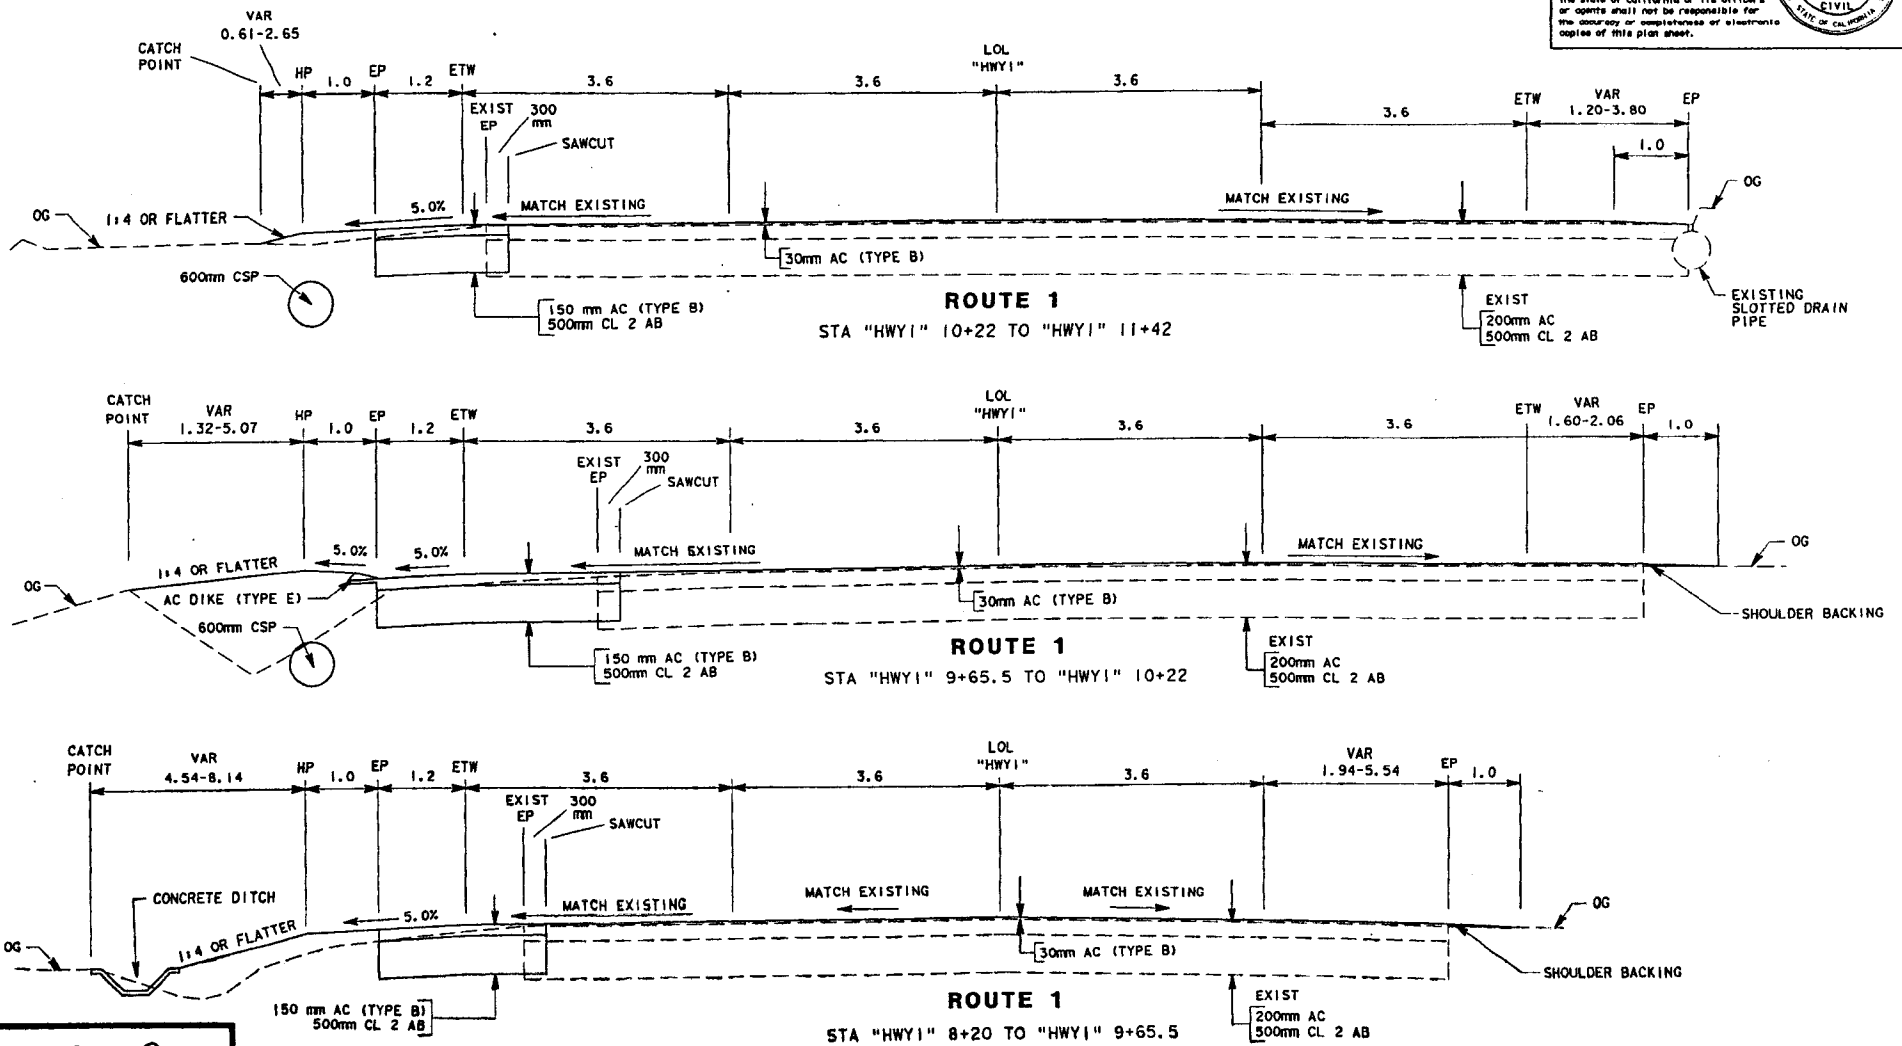 the State of California or its officers
or agents shall not be responsible for
the accuracy or completeness of electronic
copies of this plan sheet.
CIVIL
STATE OF CALIFORNIA
VAR
0.61-2.65
CATCH
POINT
HP
1.0
EP
1.2
ETW
3.6
3.6
LOL
"HWY1"
3.6
3.6
ETW
VAR
1.20-3.80
EP
1.0
EXIST
EP
300
mm
SAWCUT
OG
OG
1:4 OR FLATTER
5.0%
MATCH EXISTING
MATCH EXISTING
30mm AC (TYPE B)
600mm CSP
150 mm AC (TYPE B)
500mm CL 2 AB
ROUTE 1
STA "HWY1" 10+22 TO "HWY1" 11+42
EXIST
200mm AC
500mm CL 2 AB
EXISTING
SLOTTED DRAIN
PIPE
CATCH
POINT
VAR
1.32-5.07
HP
1.0
EP
1.2
ETW
3.6
3.6
LOL
"HWY1"
3.6
3.6
ETW
VAR
1.60-2.06
EP
1.0
EXIST
EP
300
mm
SAWCUT
OG
1:4 OR FLATTER
5.0%
5.0%
MATCH EXISTING
MATCH EXISTING
OG
AC DIKE (TYPE E)
600mm CSP
30mm AC (TYPE B)
SHOULDER BACKING
150 mm AC (TYPE B)
500mm CL 2 AB
ROUTE 1
STA "HWY1" 9+65.5 TO "HWY1" 10+22
EXIST
200mm AC
500mm CL 2 AB
CATCH
POINT
VAR
4.54-8.14
HP
1.0
EP
1.2
ETW
3.6
3.6
LOL
"HWY1"
3.6
VAR
1.94-5.54
EP
1.0
EXIST
EP
300
mm
SAWCUT
CONCRETE DITCH
OG
1:4 OR FLATTER
5.0%
MATCH EXISTING
MATCH EXISTING
MATCH EXISTING
OG
30mm AC (TYPE B)
SHOULDER BACKING
150 mm AC (TYPE B)
500mm CL 2 AB
ROUTE 1
STA "HWY1" 8+20 TO "HWY1" 9+65.5
EXIST
200mm AC
500mm CL 2 AB